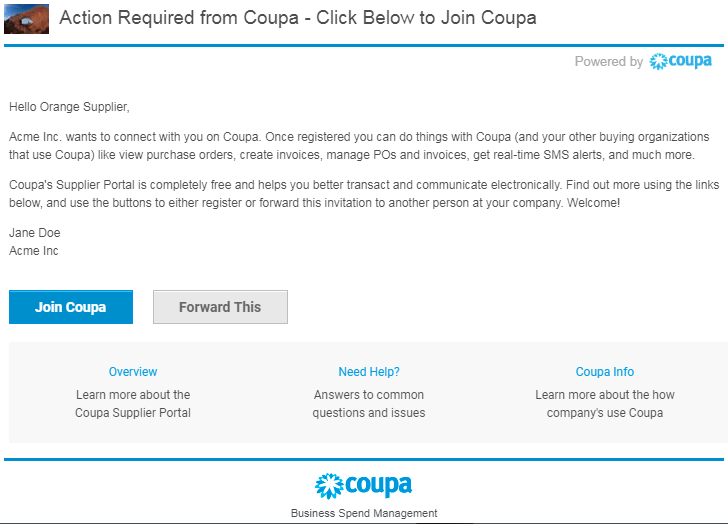 Action Required from Coupa - Click Below to Join Coupa
Powered by coupa
Hello Orange Supplier,
Acme Inc. wants to connect with you on Coupa. Once registered you can do things with Coupa (and your other buying organizations
that use Coupa) like view purchase orders, create invoices, manage POs and invoices, get real-time SMS alerts, and much more.
Coupa's Supplier Portal is completely free and helps you better transact and communicate electronically. Find out more using the links
below, and use the buttons to either register or forward this invitation to another person at your company. Welcome!
Jane Doe
Acme Inc
Join Coupa Forward This
Overview Need Help? Coupa Info
Learn more about the Answers to common Learn more about the how
Coupa Supplier Portal questions and issues company's use Coupa
coupa
Business Spend Management